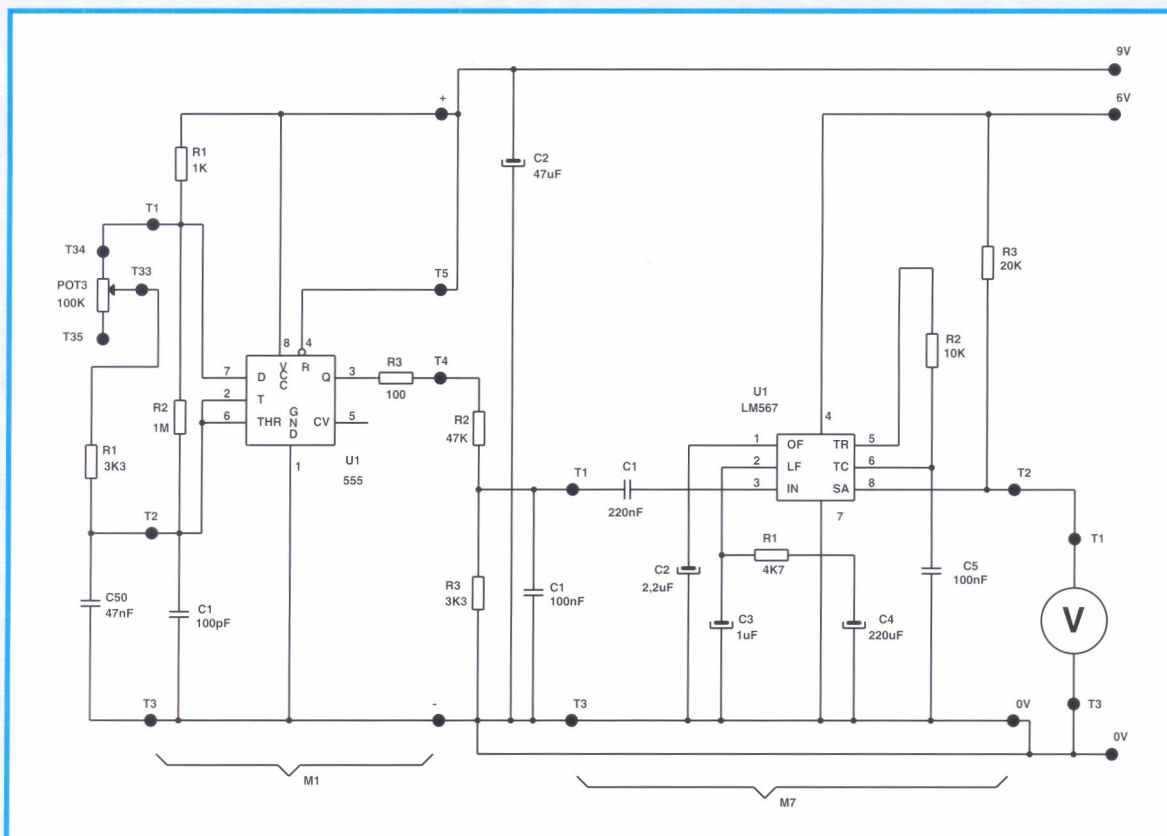 9V
+
6V
R1
1K
C2
47uF
T1
T34
R3
20K
POT3
100K
T33
T5
T35
R2
10K
8
4
V
C
C
R
R3
T4
U1
LM567
7
D
Q
3
100
4
2
T
R2
1M
G
N
D
R2
47K
1
OF
TR
5
6
THR
CV
5
2
LF
TC
6
R1
3K3
1
U1
555
T1
C1
3
IN
SA
8
T2
220nF
7
T2
R1
4K7
T1
C50
47nF
C1
100pF
R3
3K3
C1
100nF
C2
2,2uF
C5
100nF
C3
1uF
C4
220uF
V
T3
-
T3
0V
T3
0V
M1
M7